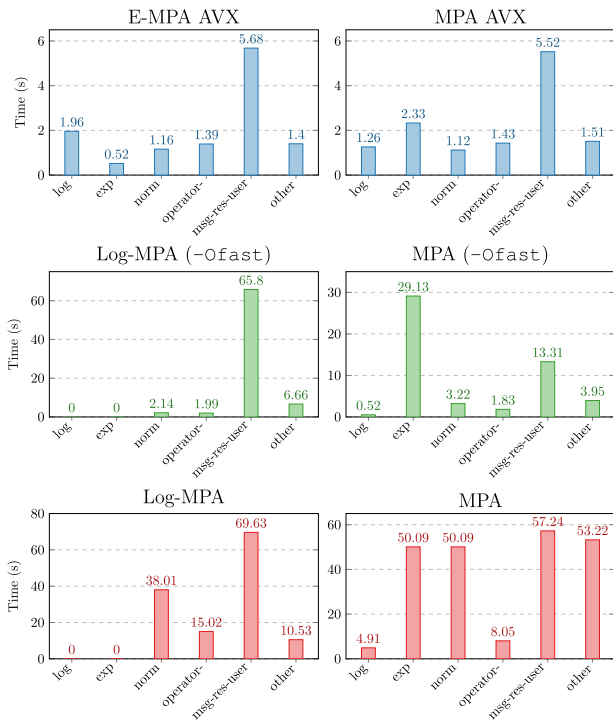 E-MPA AVX
Time (s)
6
4
2
0
1.96
0.52
1.16
1.39
5.68
1.4
log
exp
norm
operator-
msg-res-user
other
MPA AVX
6
4
2
0
1.26
2.33
1.12
1.43
5.52
1.51
log
exp
norm
operator-
msg-res-user
other
Log-MPA (-Ofast)
Time (s)
60
40
20
0
0
0
2.14
1.99
65.8
6.66
log
exp
norm
operator-
msg-res-user
other
MPA (-Ofast)
30
20
10
0
0.52
29.13
3.22
1.83
13.31
3.95
log
exp
norm
operator-
msg-res-user
other
Log-MPA
Time (s)
80
60
40
20
0
0
0
38.01
15.02
69.63
10.53
log
exp
norm
operator-
msg-res-user
other
MPA
60
40
20
0
4.91
50.09
50.09
8.05
57.24
53.22
log
exp
norm
operator-
msg-res-user
other